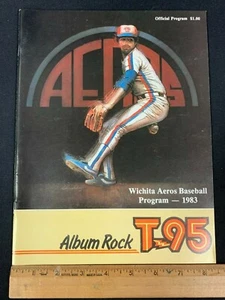 Official Program $1.00
AEROS
Wichita Aeros Baseball
Program — 1983
Album Rock T-95